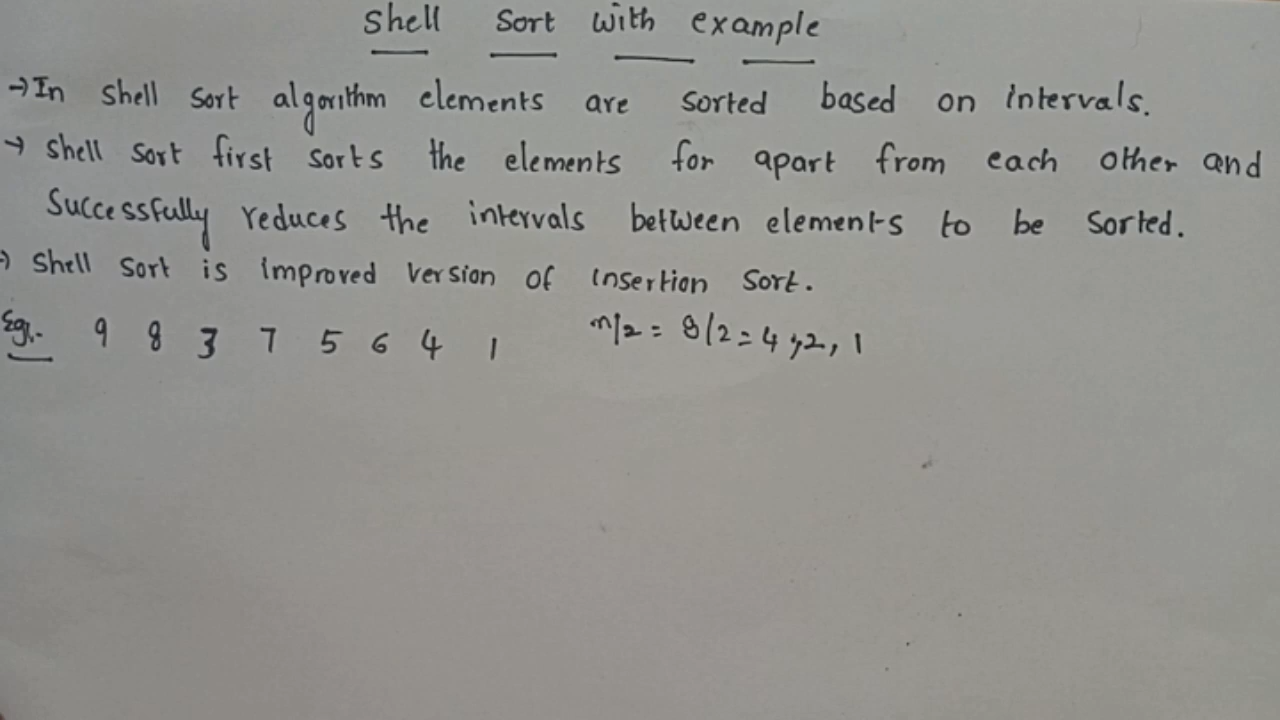 Shell Sort with example
→In shell sort algorithm elements are sorted based on intervals.
→ Shell sort first sorts the elements for apart from each other and
Successfully reduces the intervals between elements to be sorted.
→ Shell sort is improved version of insertion sort.
Eg:- 9 8 3 7 5 6 4 1 n/2 = 8/2 = 4,2,1